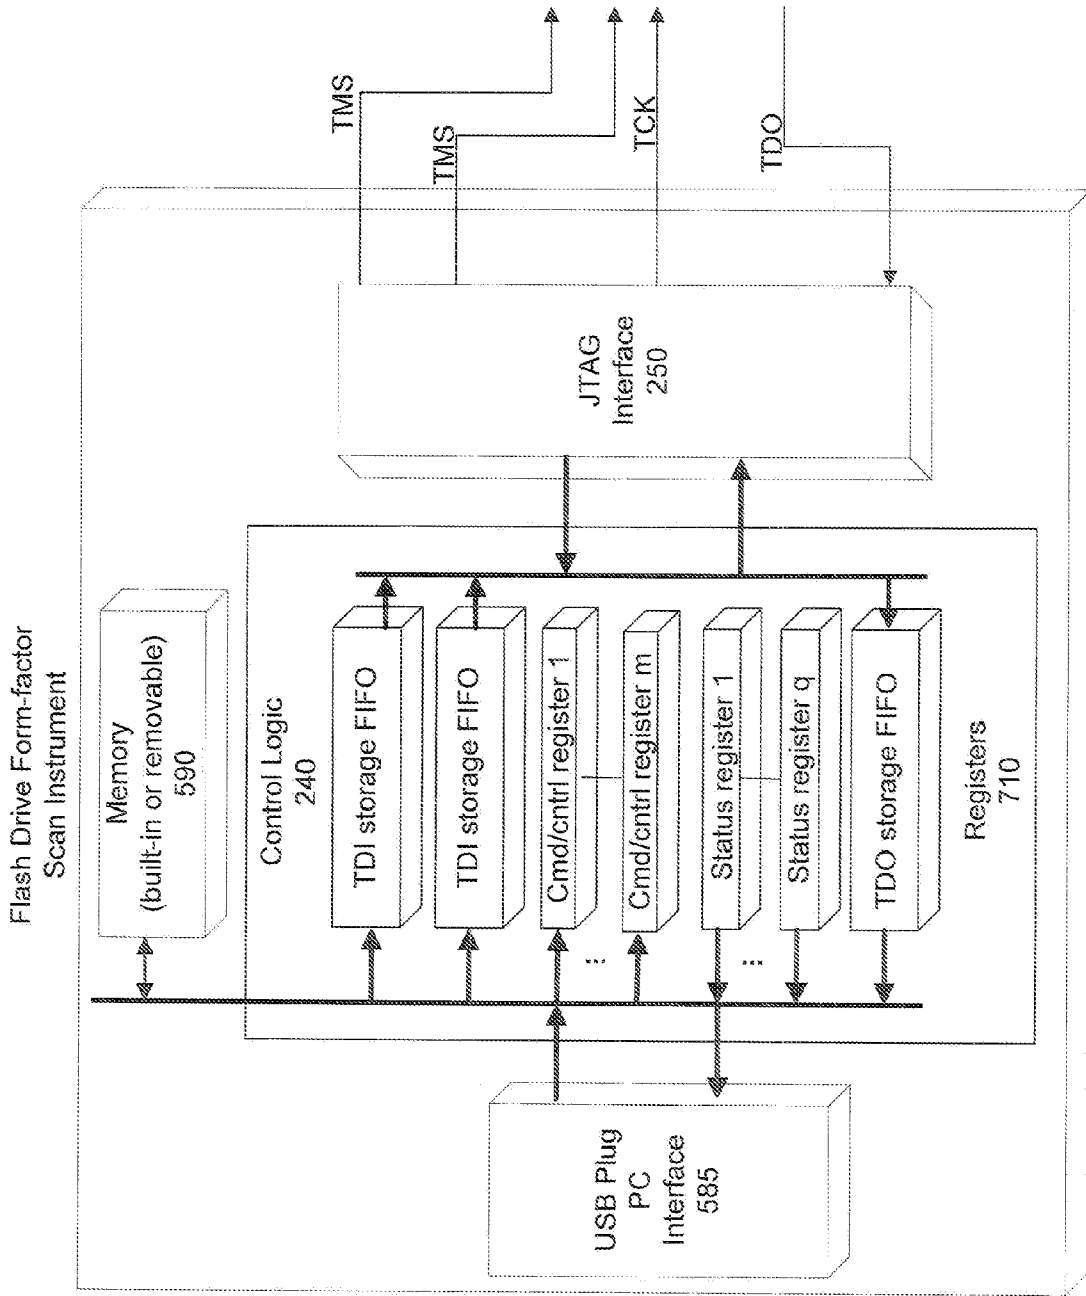 Flash Drive Form-factor
Scan Instrument
Memory
(built-in or removable)
590
Control Logic
240
TDI storage FIFO
TDI storage FIFO
Cmd/cntrl register 1
...
Cmd/cntrl register m
Status register 1
...
Status register q
TDO storage FIFO
Registers
710
USB Plug
PC
Interface
585
JTAG
Interface
250
TMS
TMS
TCK
TDO